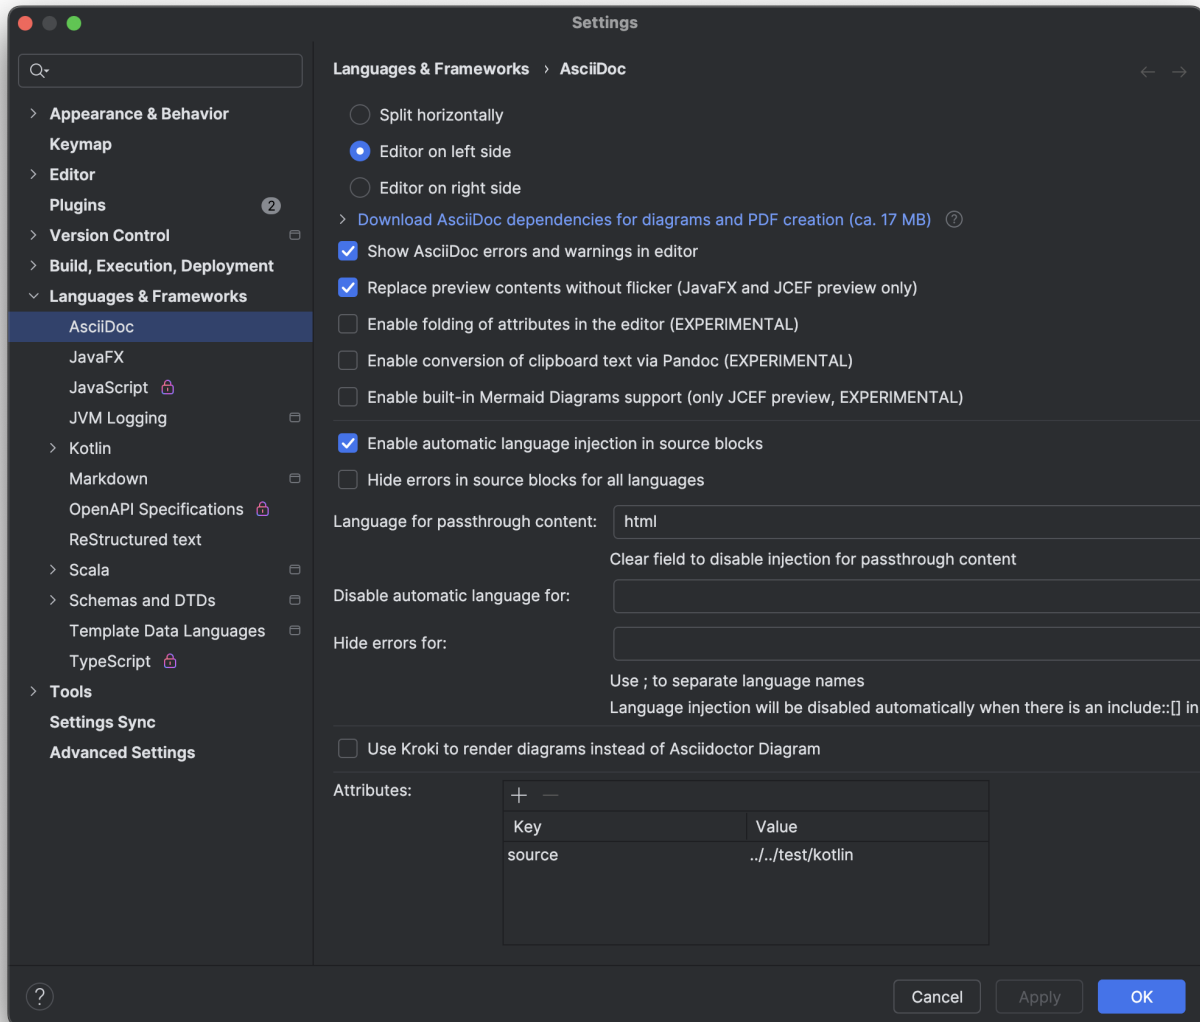 Settings
Appearance & Behavior
Keymap
Editor
Plugins 2
Version Control
Build, Execution, Deployment
Languages & Frameworks
AsciiDoc
JavaFX
JavaScript
JVM Logging
Kotlin
Markdown
OpenAPI Specifications
ReStructured text
Scala
Schemas and DTDs
Template Data Languages
TypeScript
Tools
Settings Sync
Advanced Settings
Languages & Frameworks › AsciiDoc
Split horizontally
Editor on left side
Editor on right side
Download AsciiDoc dependencies for diagrams and PDF creation (ca. 17 MB) ?
Show AsciiDoc errors and warnings in editor
Replace preview contents without flicker (JavaFX and JCEF preview only)
Enable folding of attributes in the editor (EXPERIMENTAL)
Enable conversion of clipboard text via Pandoc (EXPERIMENTAL)
Enable built-in Mermaid Diagrams support (only JCEF preview, EXPERIMENTAL)
Enable automatic language injection in source blocks
Hide errors in source blocks for all languages
Language for passthrough content: html
Clear field to disable injection for passthrough content
Disable automatic language for:
Hide errors for:
Use ; to separate language names
Language injection will be disabled automatically when there is an include::[] in
Use Kroki to render diagrams instead of Asciidoctor Diagram
Attributes:
Key Value
source ../../test/kotlin
? Cancel Apply OK